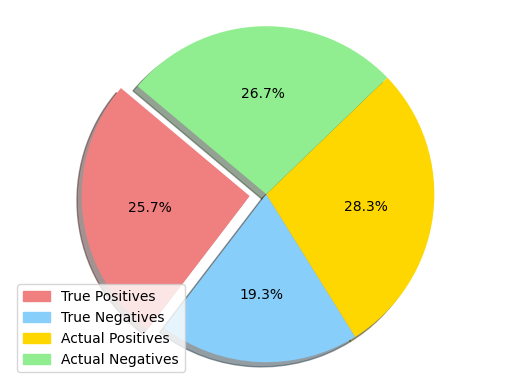 26.7%
25.7%
28.3%
19.3%
True Positives
True Negatives
Actual Positives
Actual Negatives